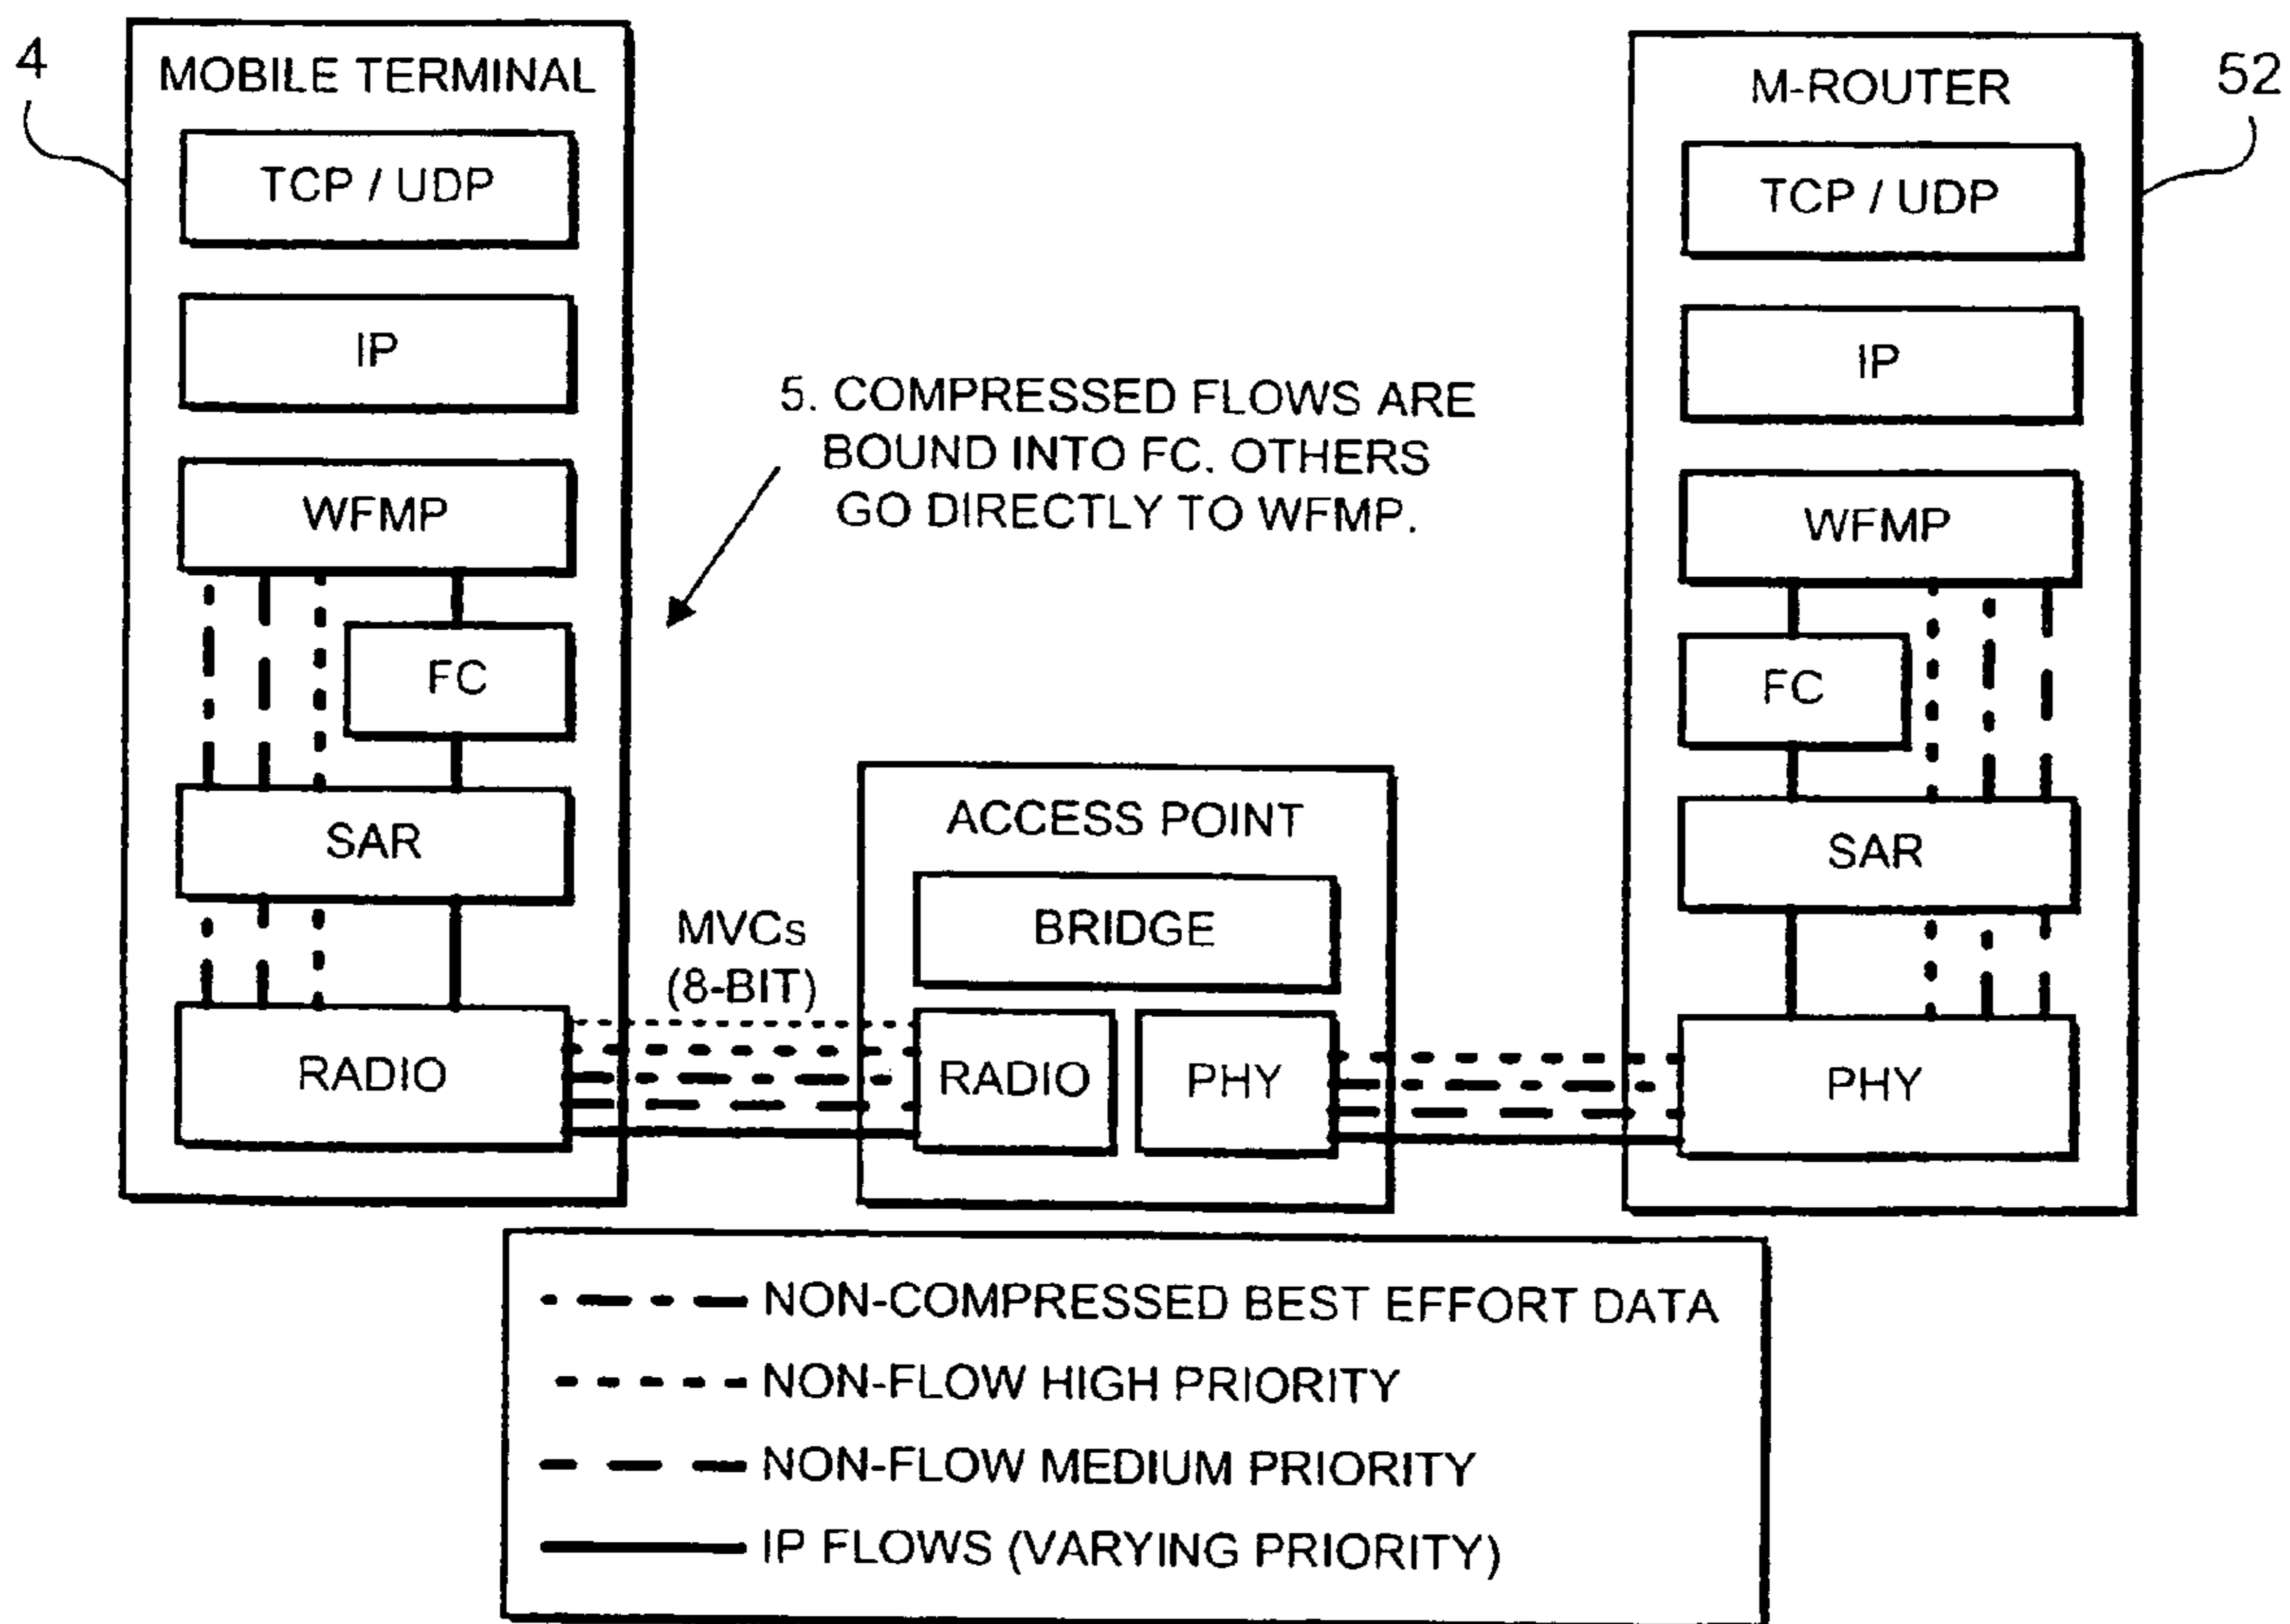 4
MOBILE TERMINAL
TCP / UDP
IP
WFMP
FC
SAR
RADIO
5. COMPRESSED FLOWS ARE
BOUND INTO FC. OTHERS
GO DIRECTLY TO WFMP.
MVCs
(8-BIT)
ACCESS POINT
BRIDGE
RADIO
PHY
52
M-ROUTER
TCP / UDP
IP
WFMP
FC
SAR
PHY
NON-COMPRESSED BEST EFFORT DATA
NON-FLOW HIGH PRIORITY
NON-FLOW MEDIUM PRIORITY
IP FLOWS (VARYING PRIORITY)